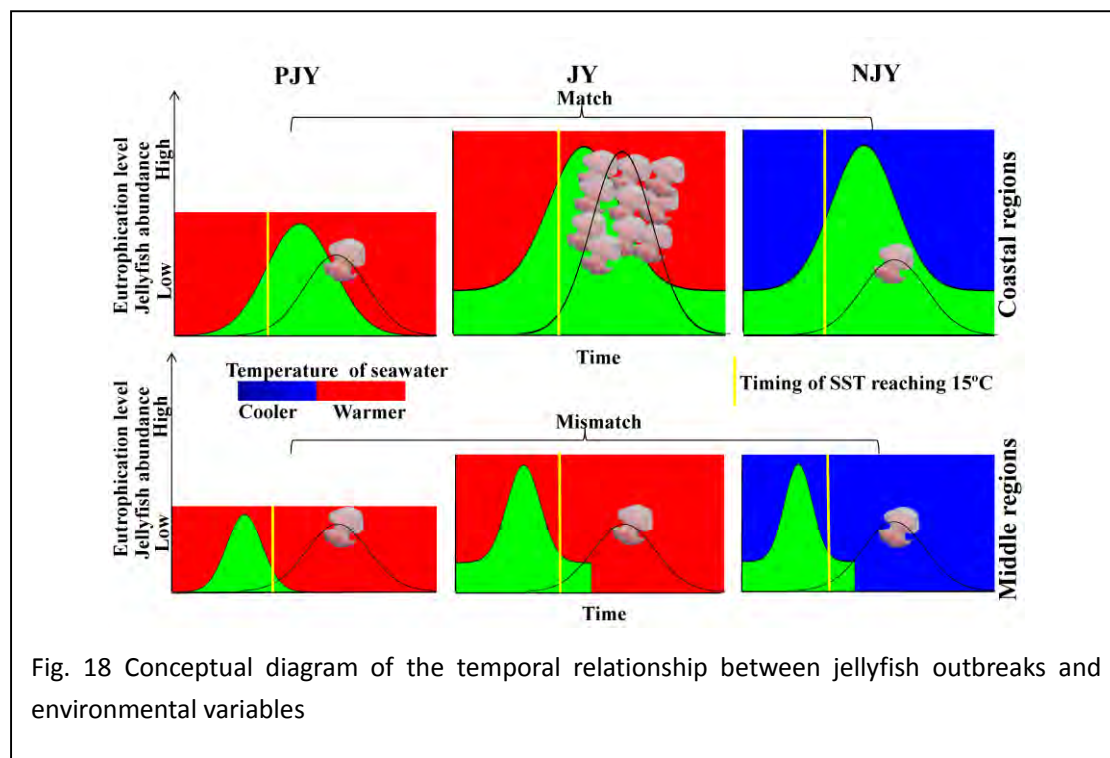 PJY
JY
NJY
Match
Eutrophication level
Jellyfish abundance
Low
High
Coastal regions
Time
Temperature of seawater
Cooler
Warmer
Timing of SST reaching 15°C
Mismatch
Eutrophication level
Jellyfish abundance
Low
High
Middle regions
Time
Fig. 18 Conceptual diagram of the temporal relationship between jellyfish outbreaks and
environmental variables